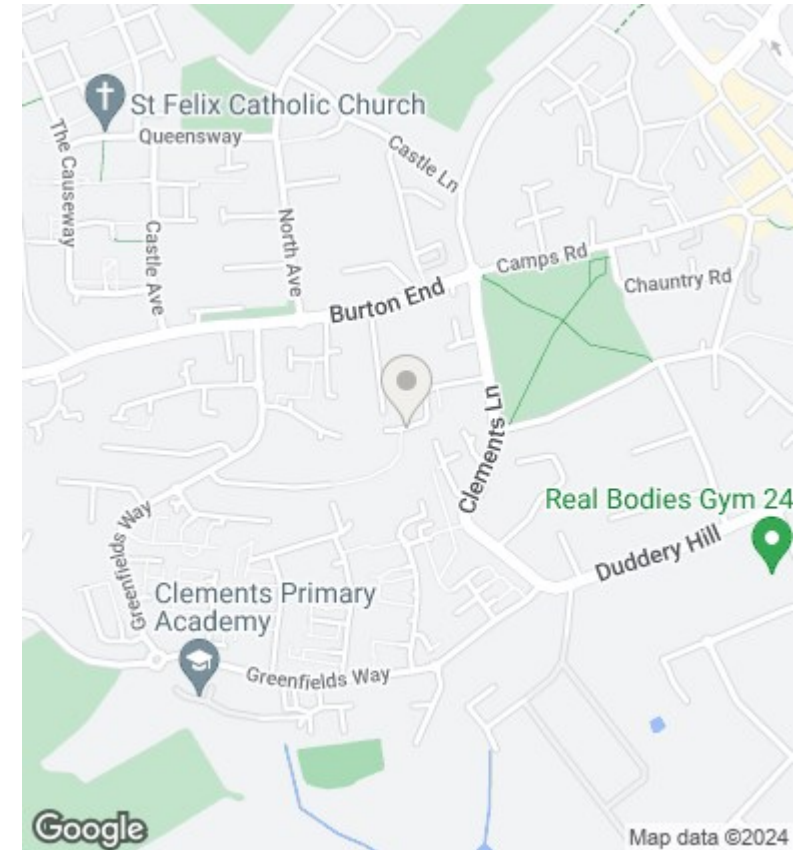 St Felix Catholic Church
Queensway
The Causeway
Castle Ln
Castle Ave
North Ave
Camps Rd
Chauntry Rd
Burton End
Clements Ln
Real Bodies Gym 24
Greenfields Way
Duddery Hill
Clements Primary
Academy
Greenfields Way
Google
Map data ©2024